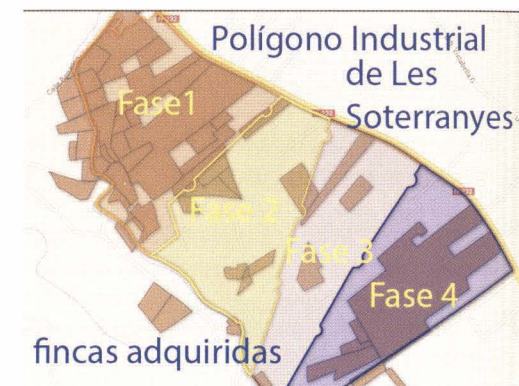 Polígono Industrial
de Les
Soterranyes
Fase1
Fase 2
Fase 3
Fase 4
fincas adquiridas